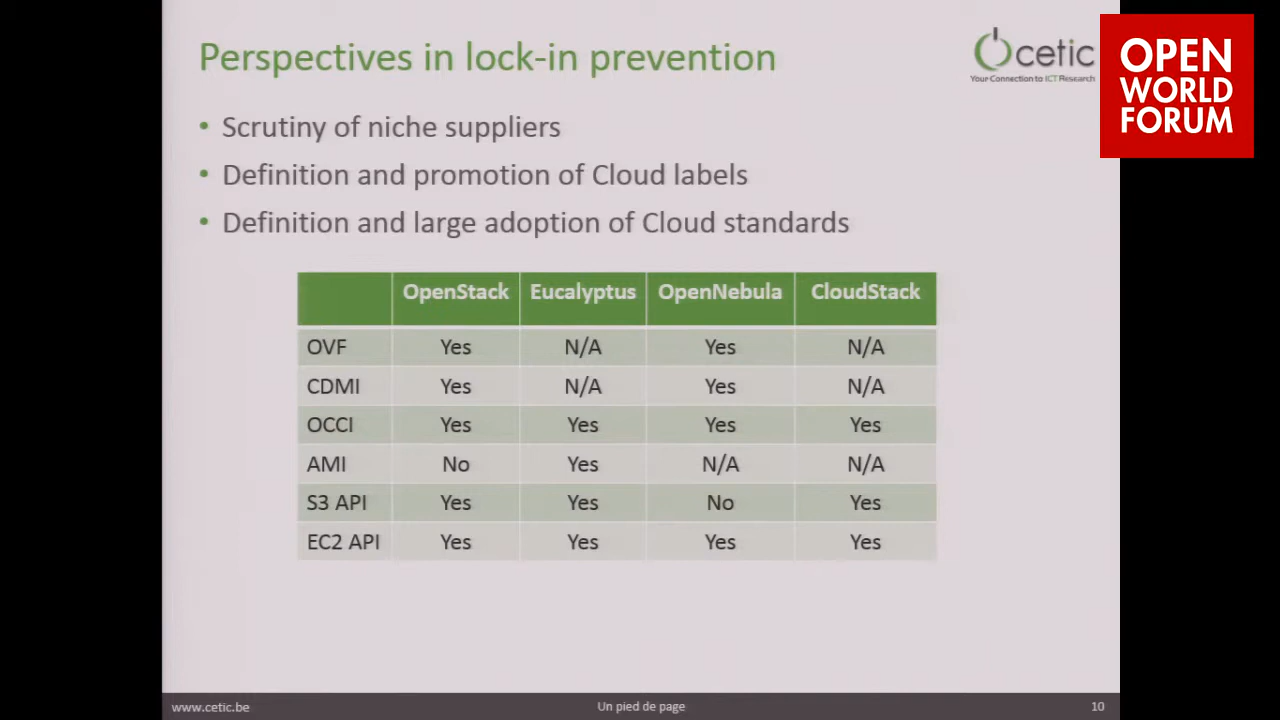 Perspectives in lock-in prevention
cetic
Your Connection to ICT Research
OPEN
WORLD
FORUM
• Scrutiny of niche suppliers
• Definition and promotion of Cloud labels
• Definition and large adoption of Cloud standards
OpenStack Eucalyptus OpenNebula CloudStack
OVF Yes N/A Yes N/A
CDMI Yes N/A Yes N/A
OCCI Yes Yes Yes Yes
AMI No Yes N/A N/A
S3 API Yes Yes No Yes
EC2 API Yes Yes Yes Yes
www.cetic.be Un pied de page 10